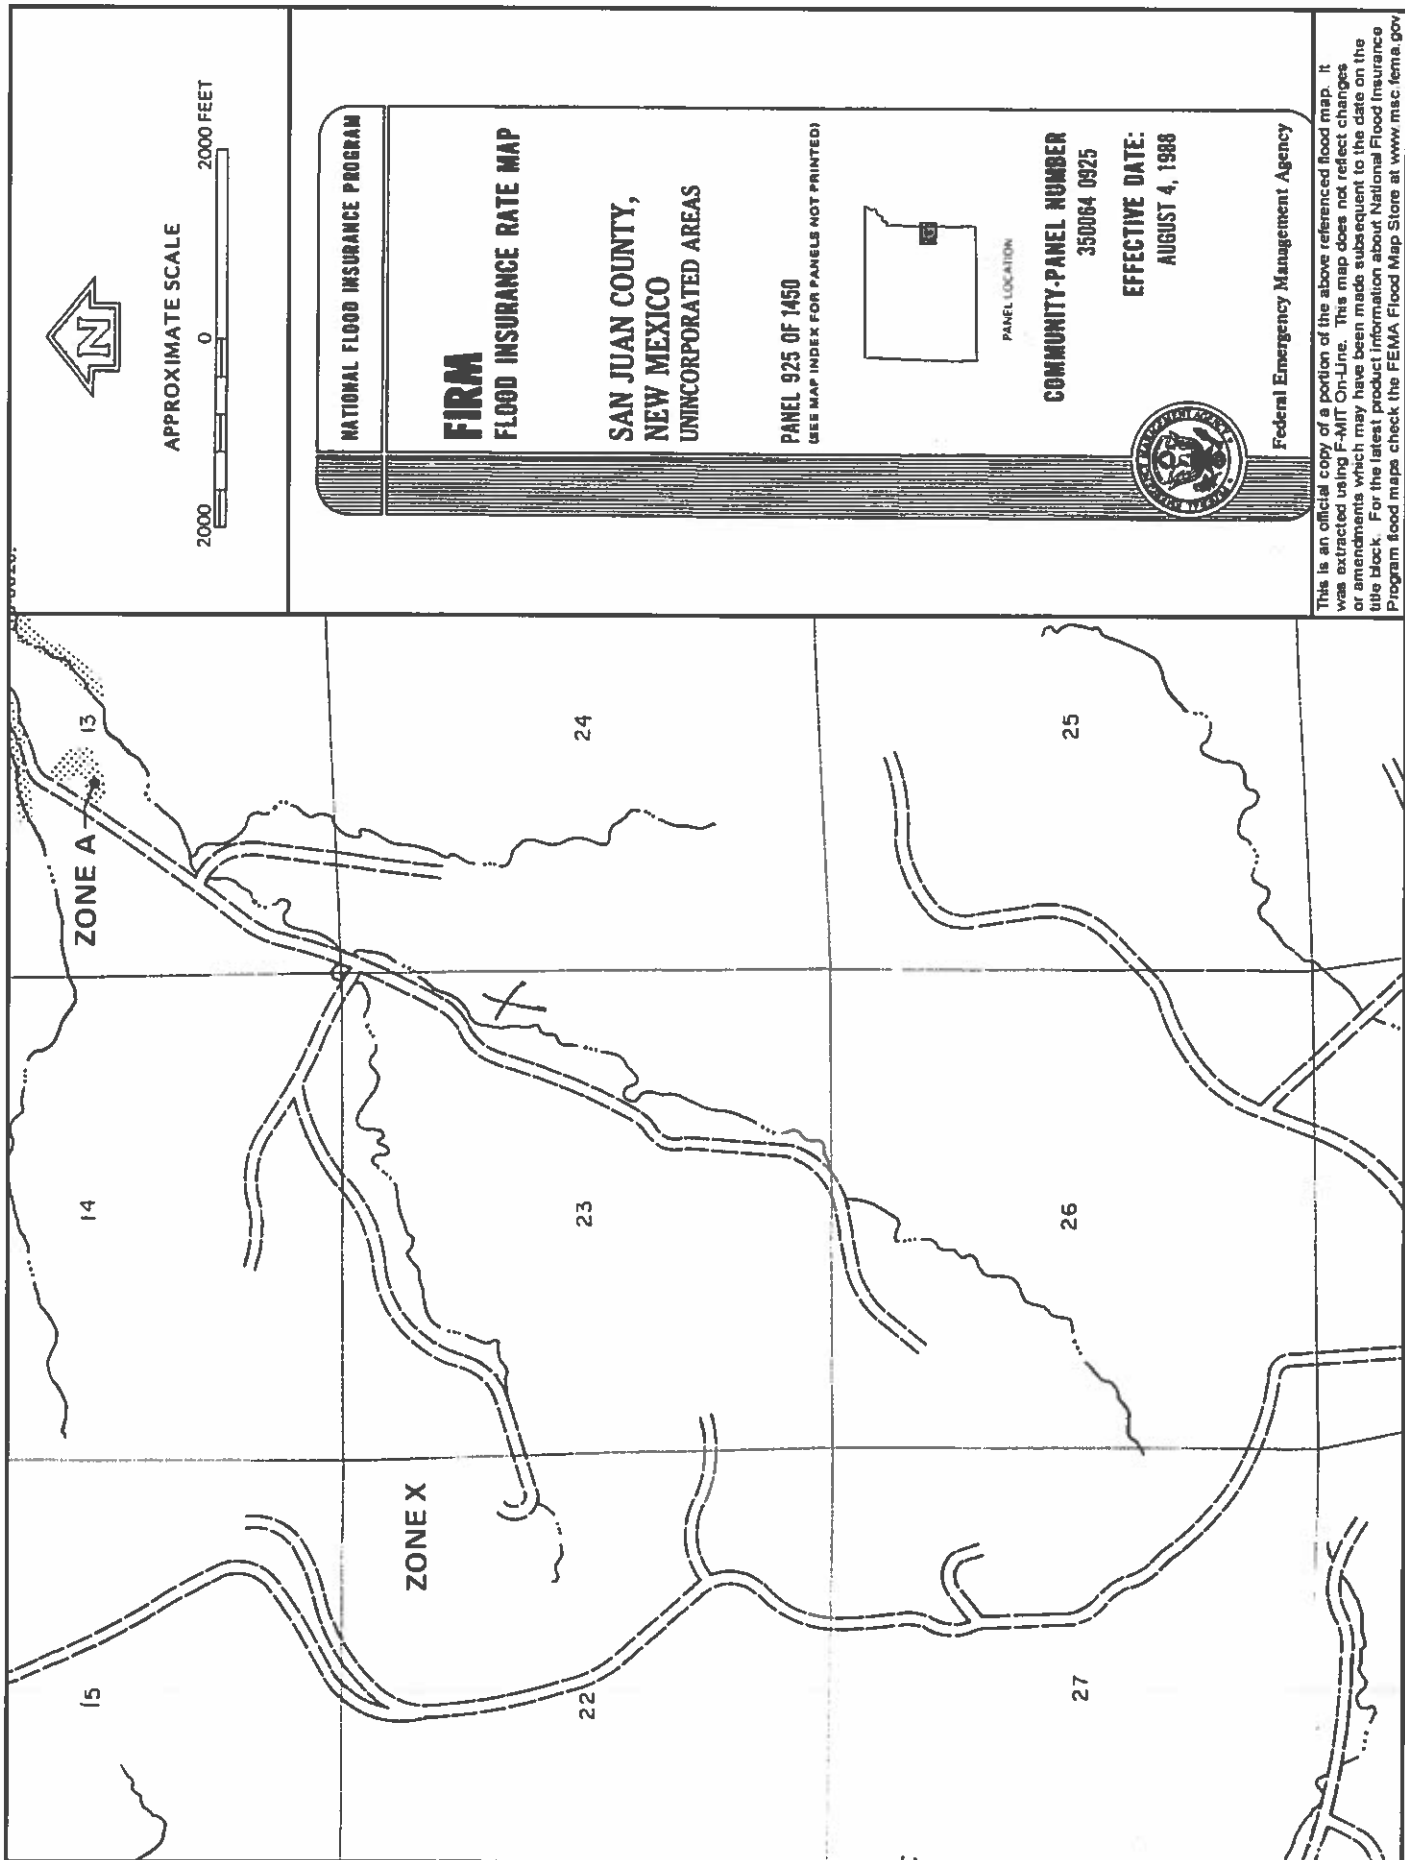 APPROXIMATE SCALE
2000 0 2000 FEET
N
NATIONAL FLOOD INSURANCE PROGRAM
FIRM
FLOOD INSURANCE RATE MAP
SAN JUAN COUNTY,
NEW MEXICO
UNINCORPORATED AREAS
PANEL 925 OF 1450
(SEE MAP INDEX FOR PANELS NOT PRINTED)
PANEL LOCATION
COMMUNITY-PANEL NUMBER
350064 0925
EFFECTIVE DATE:
AUGUST 4, 1988
Federal Emergency Management Agency
This is an official copy of a portion of the above referenced flood map. It
was extracted using F-MIT On-Line. This map does not reflect changes
or amendments which may have been made subsequent to the date on the
title block. For the latest product information about National Flood Insurance
Program flood maps check the FEMA Flood Map Store at www.msc.fema.gov
15
14
ZONE A
13
ZONE X
22
23
24
27
26
25